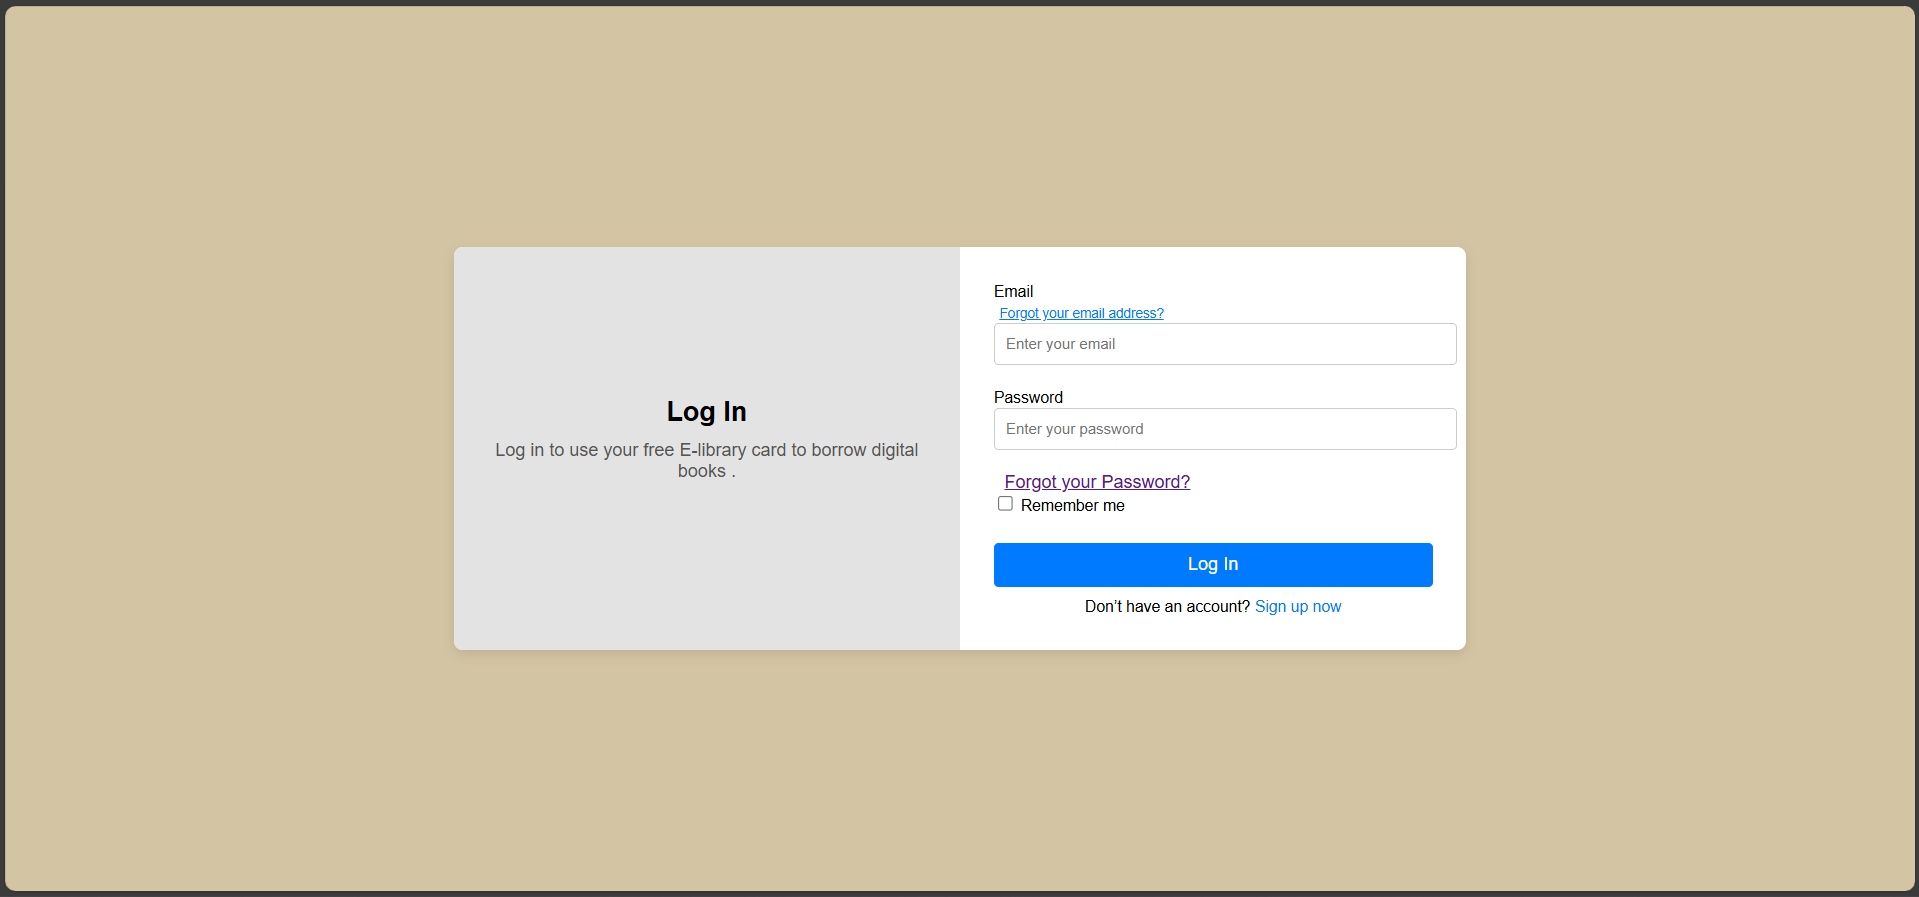 Log In
Log in to use your free E-library card to borrow digital
books .
Email
Forgot your email address?
Enter your email
Password
Enter your password
Forgot your Password?
Remember me
Log In
Don’t have an account? Sign up now